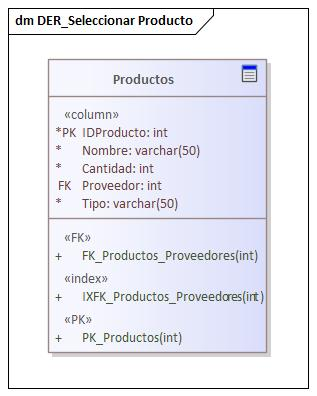 dm DER_Seleccionar Producto
Productos
«column»
*PK IDProducto: int
* Nombre: varchar(50)
* Cantidad: int
FK Proveedor: int
* Tipo: varchar(50)
«FK»
+ FK_Productos_Proveedores(int)
«index»
+ IXFK_Productos_Proveedores(int)
«PK»
+ PK_Productos(int)